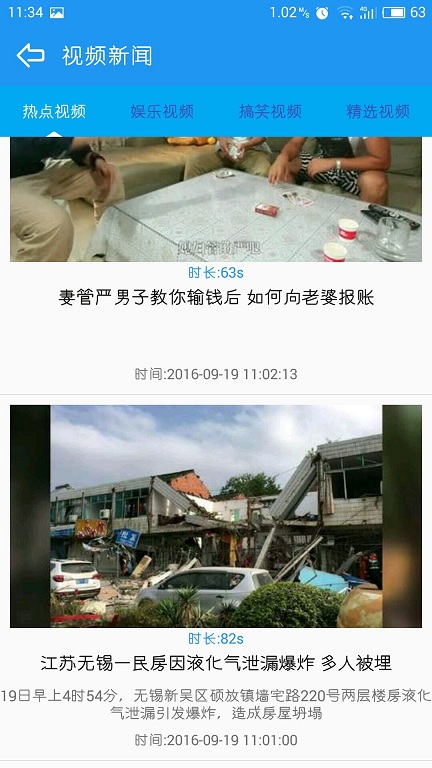 11:34 1.02 M/s 4G 63
视频新闻
热点视频 娱乐视频 搞笑视频 精选视频
时长:63s
妻管严男子教你输钱后 如何向老婆报账
时间:2016-09-19 11:02:13
时长:82s
江苏无锡一民房因液化气泄漏爆炸 多人被埋
19日早上4时54分，无锡新吴区硕放镇墙宅路220号两层楼房液化
气泄漏引发爆炸，造成房屋坍塌
时间:2016-09-19 11:01:00